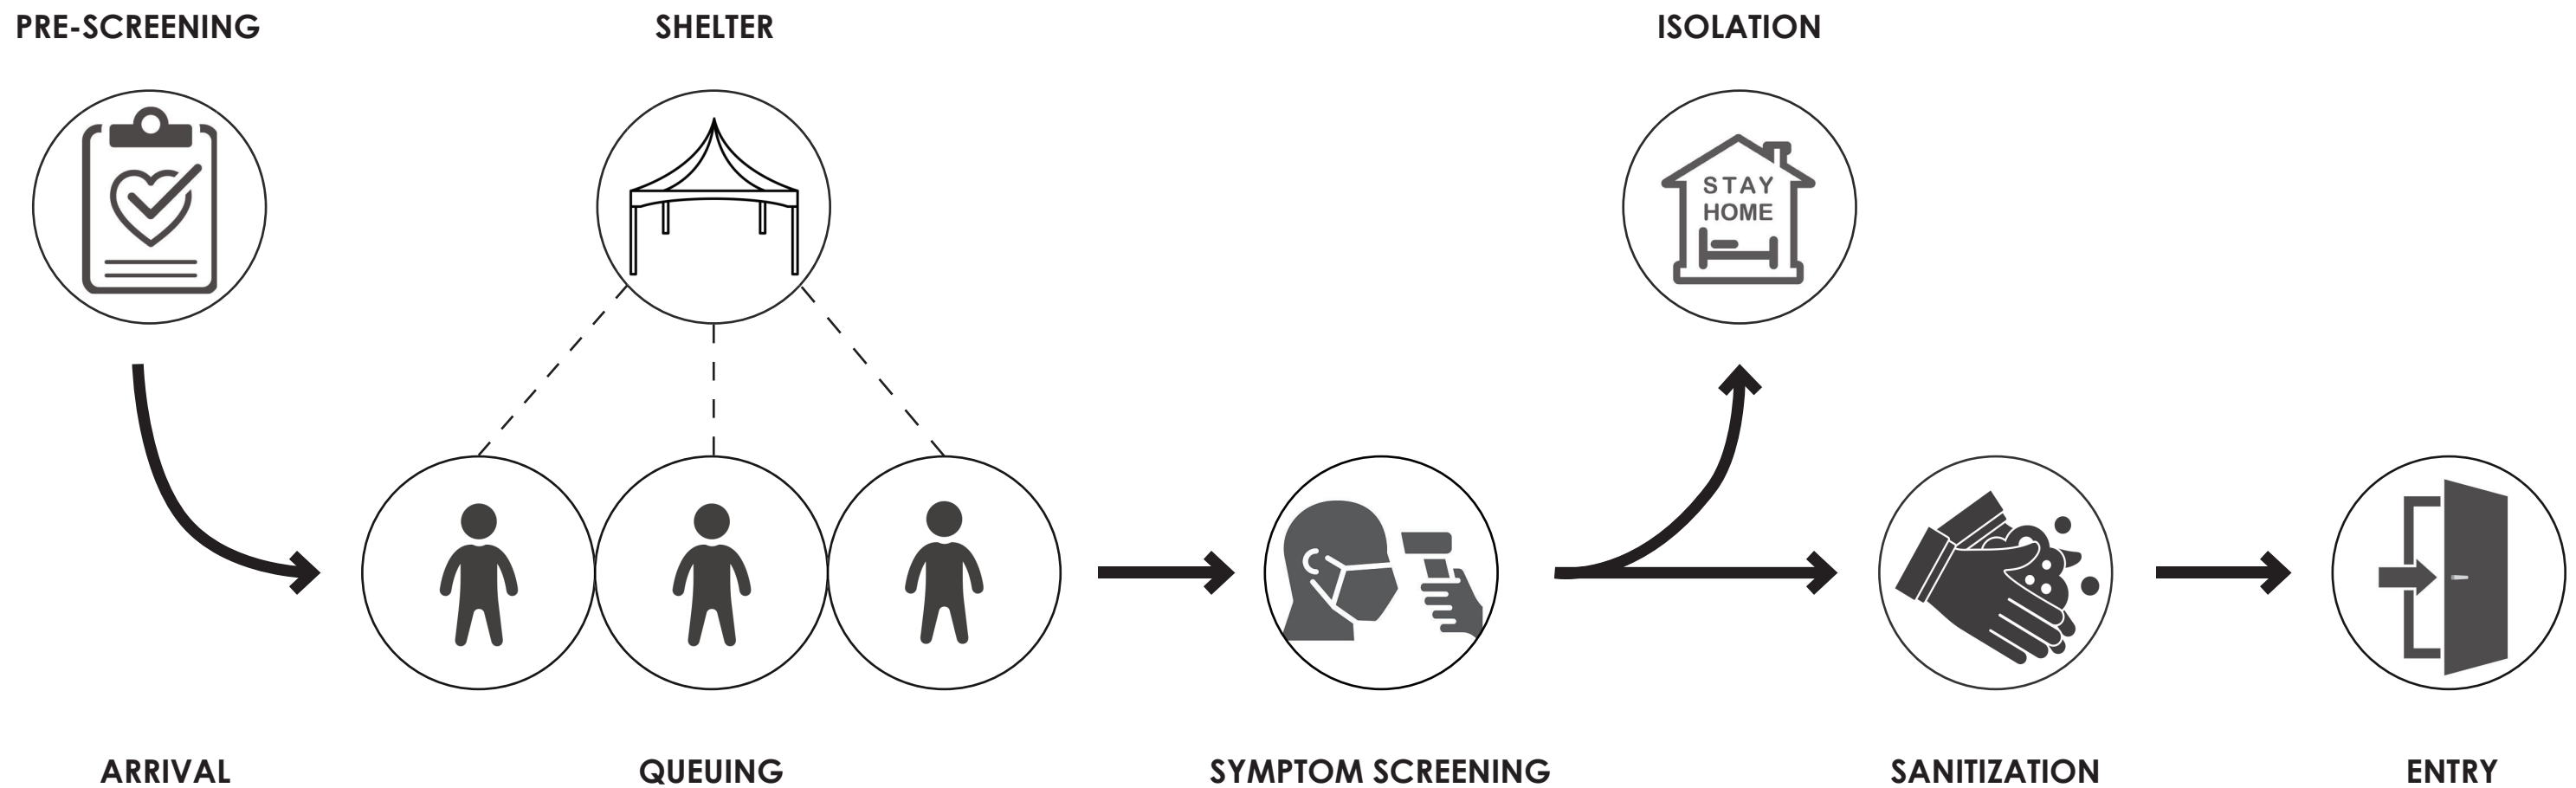 PRE-SCREENING
SHELTER
ISOLATION
STAY
HOME
ARRIVAL
QUEUING
SYMPTOM SCREENING
SANITIZATION
ENTRY